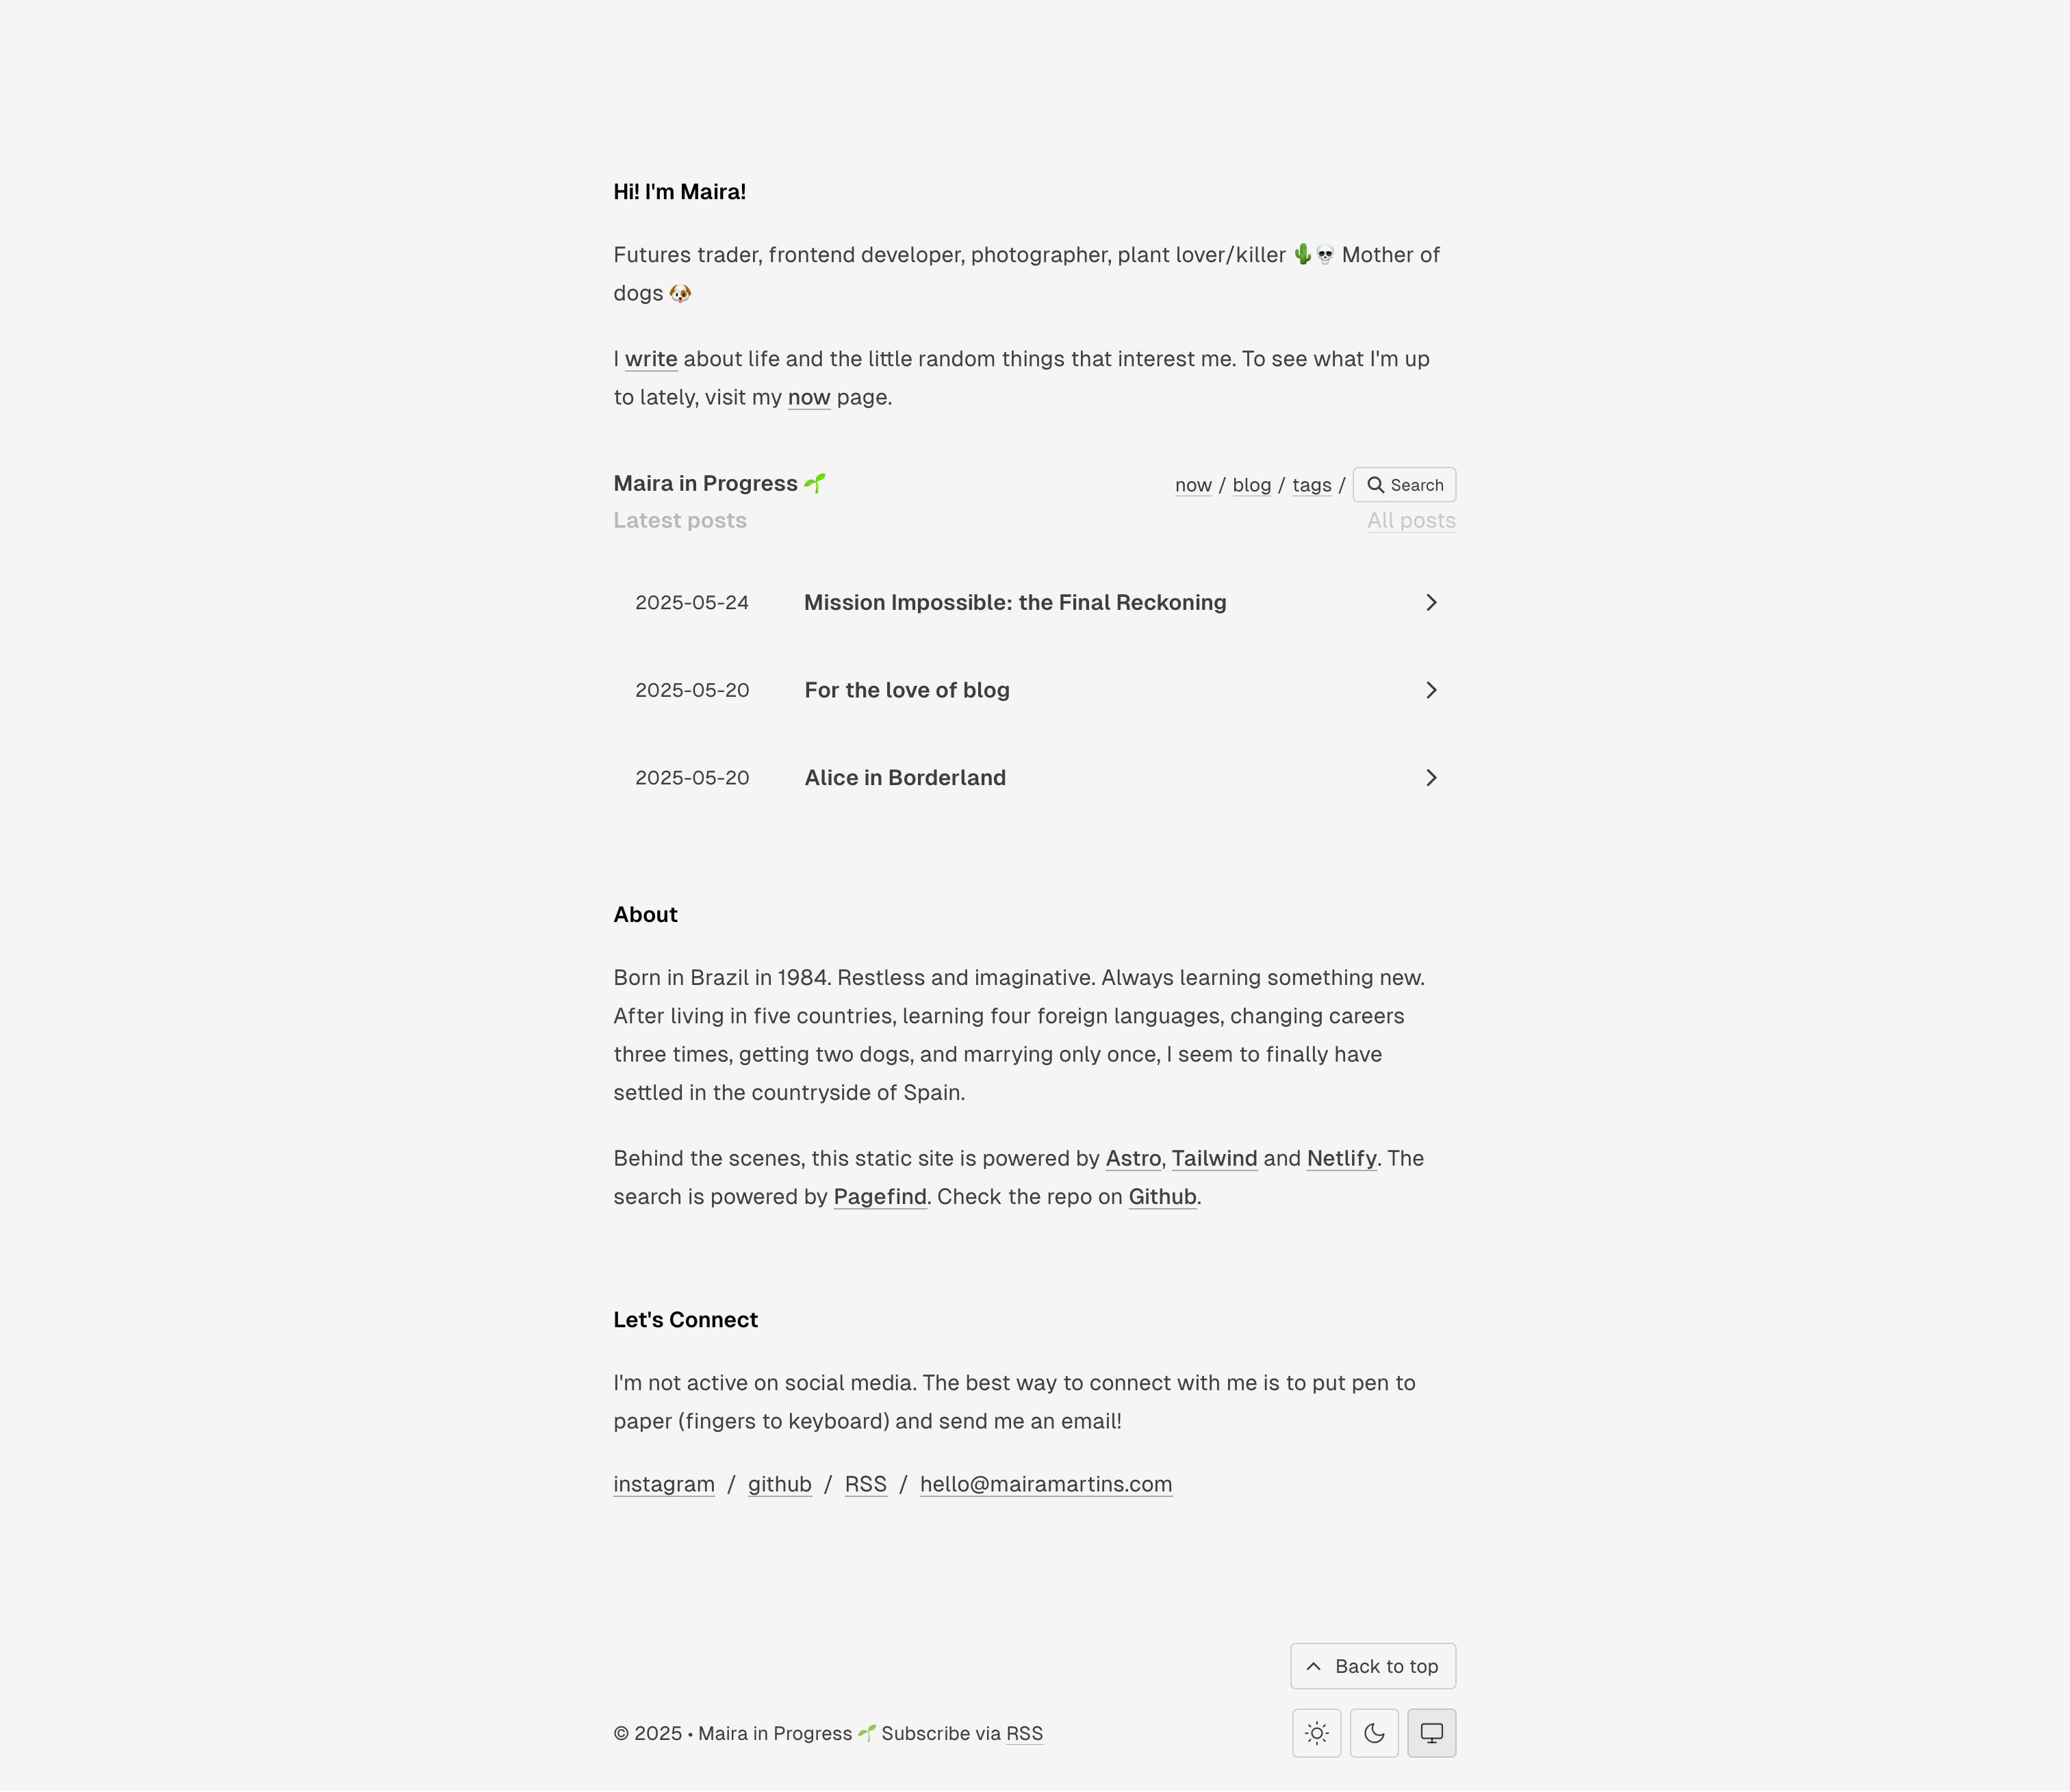 Hi! I'm Maira!
Futures trader, frontend developer, photographer, plant lover/killer 🌵💀 Mother of
dogs 🐶
I write about life and the little random things that interest me. To see what I'm up
to lately, visit my now page.
Maira in Progress 🌱 now / blog / tags / Search
Latest posts All posts
2025-05-24 Mission Impossible: the Final Reckoning
2025-05-20 For the love of blog
2025-05-20 Alice in Borderland
About
Born in Brazil in 1984. Restless and imaginative. Always learning something new.
After living in five countries, learning four foreign languages, changing careers
three times, getting two dogs, and marrying only once, I seem to finally have
settled in the countryside of Spain.
Behind the scenes, this static site is powered by Astro, Tailwind and Netlify. The
search is powered by Pagefind. Check the repo on Github.
Let's Connect
I'm not active on social media. The best way to connect with me is to put pen to
paper (fingers to keyboard) and send me an email!
instagram / github / RSS / hello@mairamartins.com
Back to top
© 2025 • Maira in Progress 🌱 Subscribe via RSS